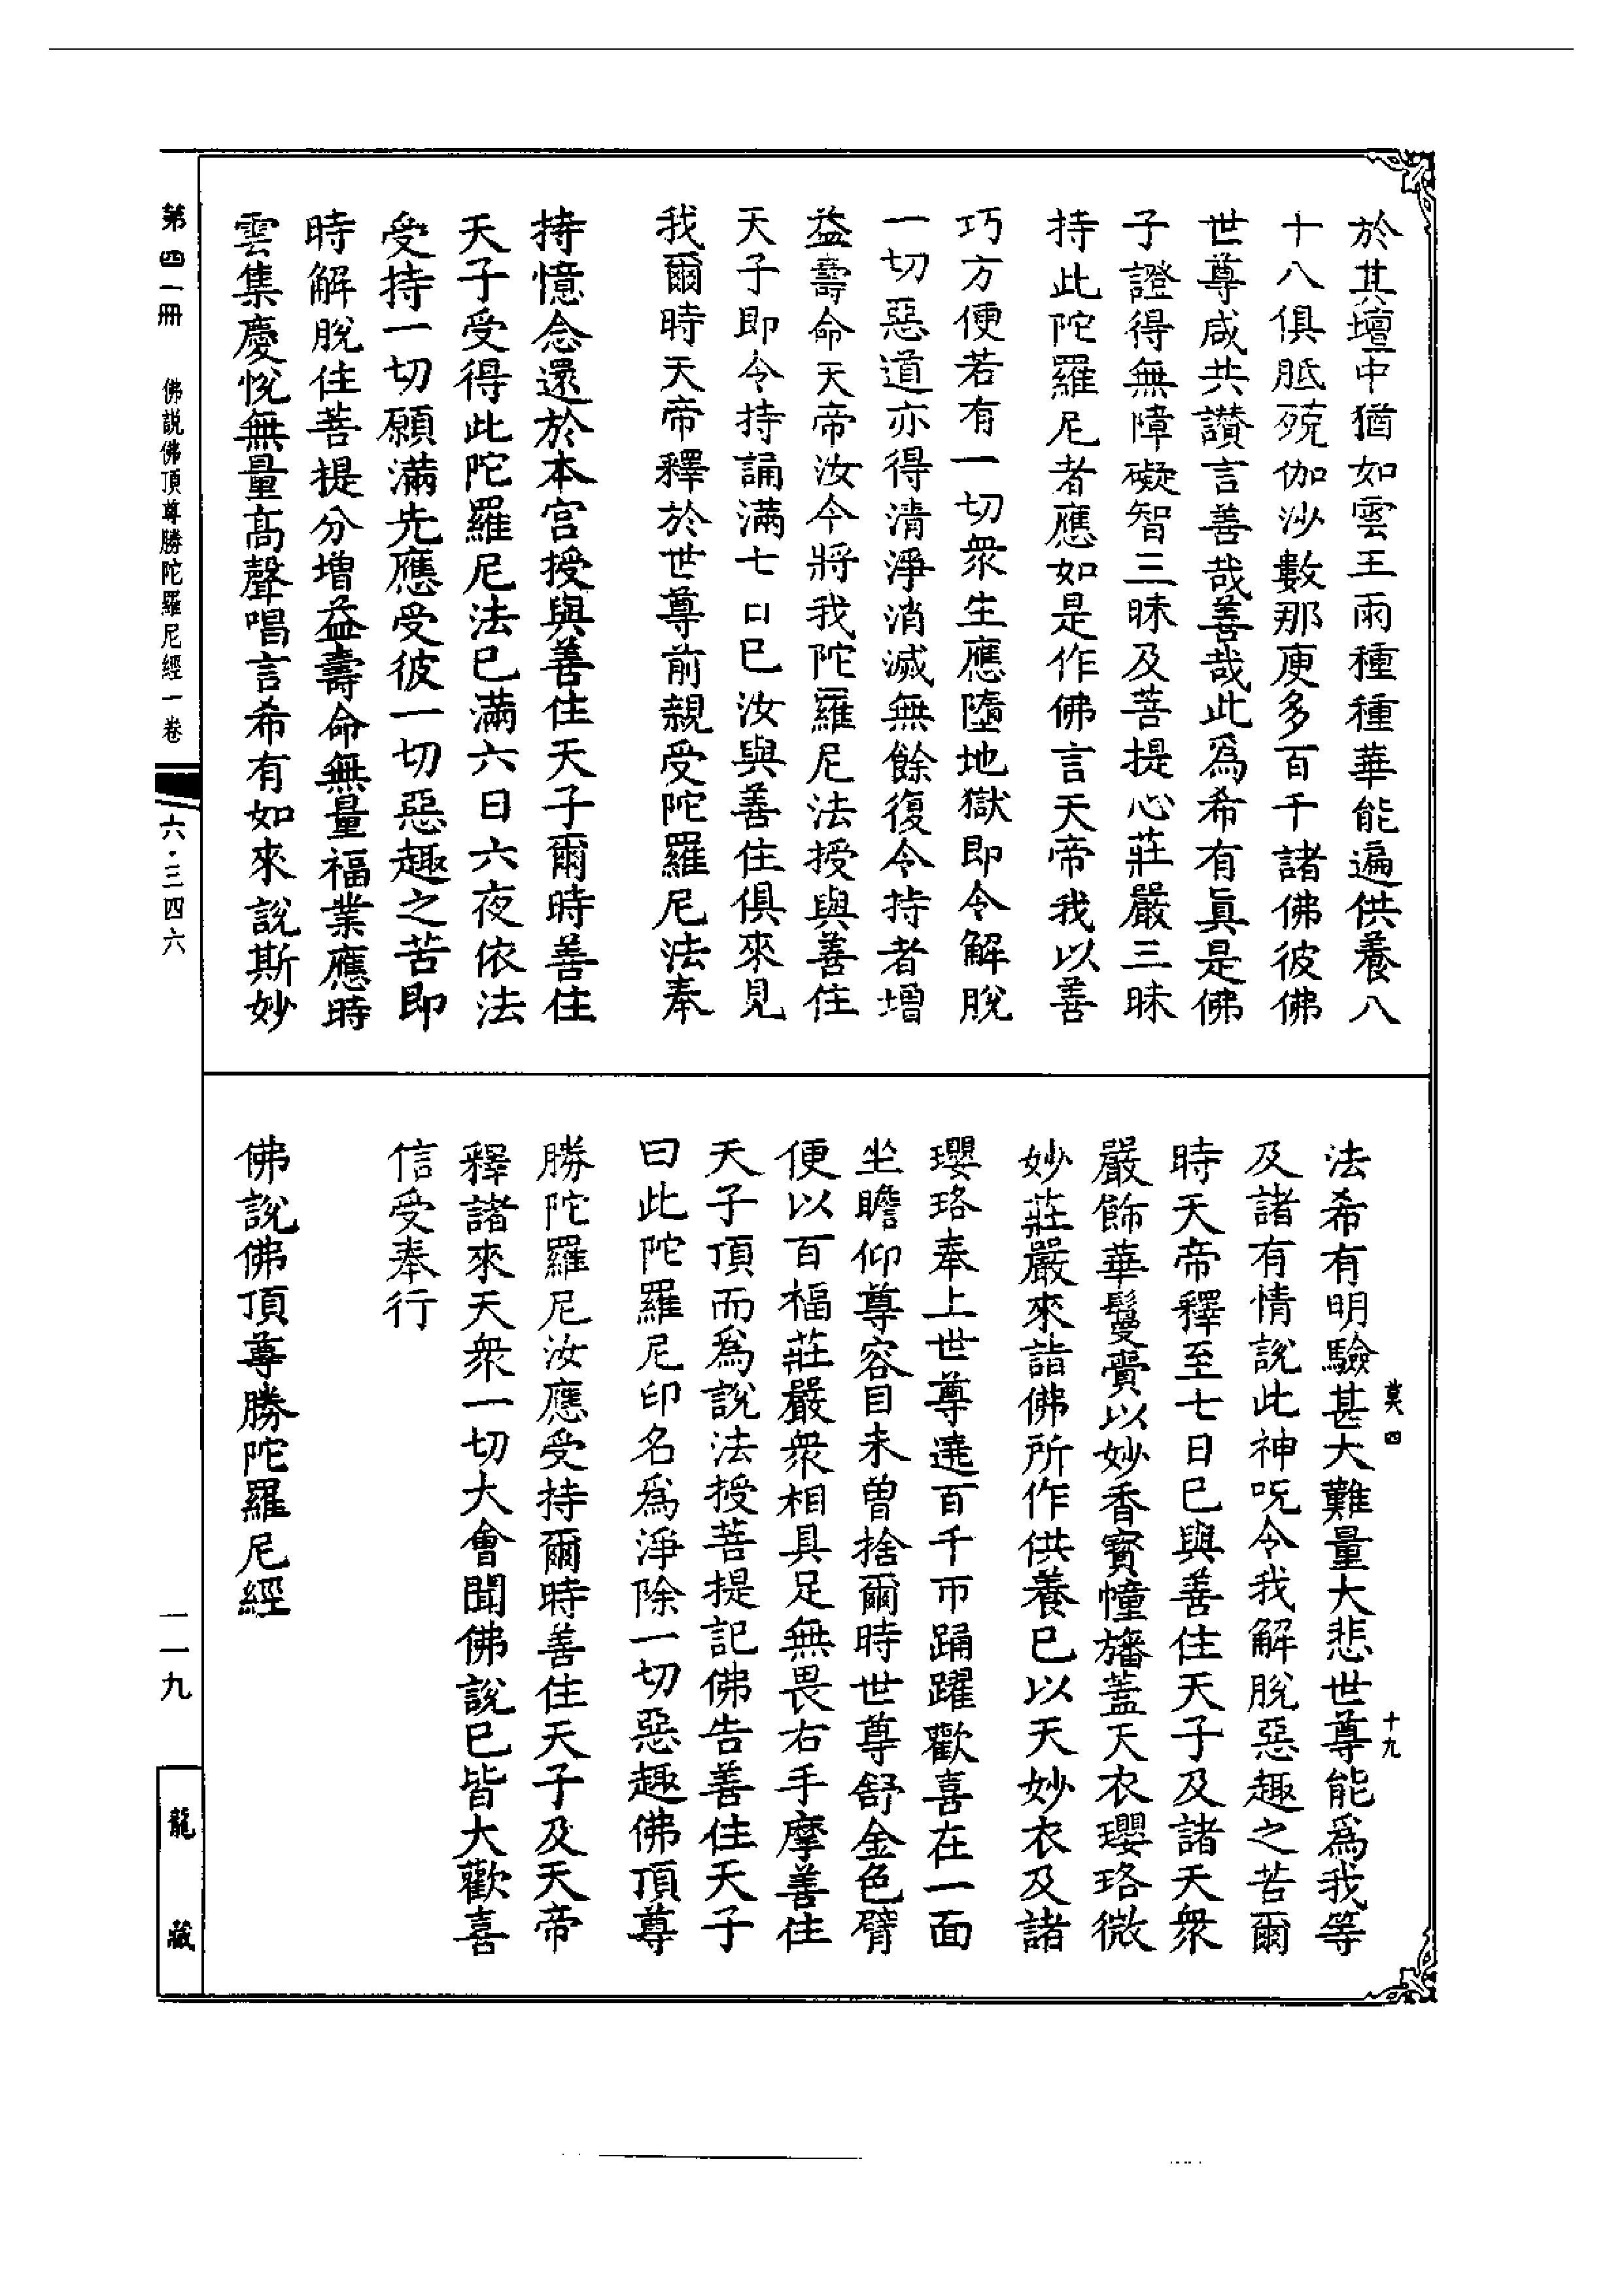 於其壇中猶如雲王雨種種華能遍供養八
十八俱胝殑伽沙數那庾多百千諸佛彼佛
世尊咸共讃言善哉善哉此爲希有眞是佛
子證得無障礙智三昧及菩提心莊嚴三昧
持此陀羅尼者應如是作佛言天帝我以善
巧方便若有一切衆生應墮地獄即令解脫
一切惡道亦得清淨消滅無餘復令持者增
益壽命天帝汝今將我陀羅尼法授與善住
天子即令持誦滿七日巳汝與善住俱來見
我爾時天帝釋於世尊前親受陀羅尼法奉
持憶念還於本宮授與善住天子爾時善住
天子受得此陀羅尼法巳滿六日六夜依法
受持一切願滿先應受彼一切惡趣之苦即
時解脫住菩提分增益壽命無量福業應時
雲集慶悅無量高聲唱言希有如來說斯妙
法希有明驗甚大難量大悲世尊能爲我等
及諸有情說此神呪令我解脫惡趣之苦爾
時天帝釋至七日巳與善住天子及諸天衆
嚴飾華鬘賫以妙香寶幢旛蓋天衣瓔珞微
妙莊嚴來詣佛所作供養巳以天妙衣及諸
瓔珞奉上世尊遶百千帀踊躍歡喜在一面
坐瞻仰尊容目未曾捨爾時世尊舒金色臂
便以百福莊嚴衆相具足無畏右手摩善住
天子頂而爲說法授菩提記佛告善住天子
曰此陀羅尼印名爲淨除一切惡趣佛頂尊
勝陀羅尼汝應受持爾時善住天子及天帝
釋諸來天衆一切大會聞佛說巳皆大歡喜
信受奉行
佛說佛頂尊勝陀羅尼經
莫四
十九
第四一冊
佛説佛頂尊勝陀羅尼經一卷
六·三四六
一一九
龍藏